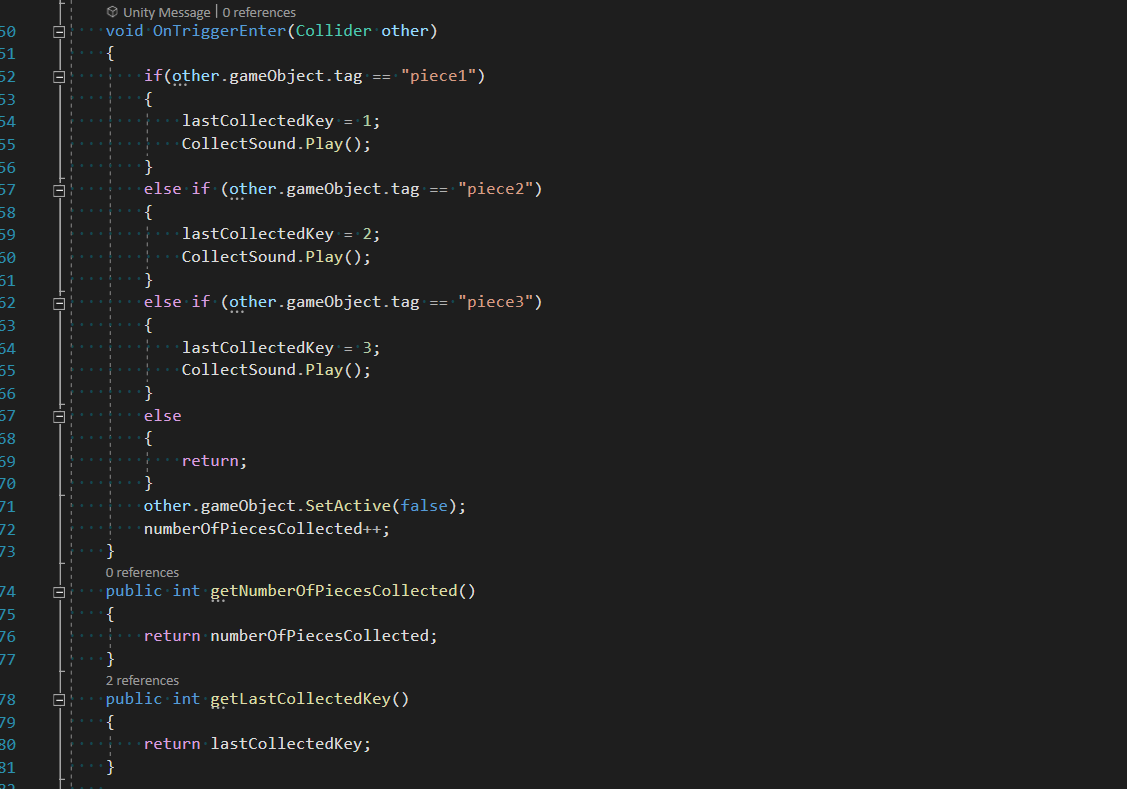 Unity Message | 0 references
50 void OnTriggerEnter(Collider other)
51 {
52 if(other.gameObject.tag == "piece1")
53 {
54 lastCollectedKey = 1;
55 CollectSound.Play();
56 }
57 else if (other.gameObject.tag == "piece2")
58 {
59 lastCollectedKey = 2;
60 CollectSound.Play();
61 }
62 else if (other.gameObject.tag == "piece3")
63 {
64 lastCollectedKey = 3;
65 CollectSound.Play();
66 }
67 else
68 {
69 return;
70 }
71 other.gameObject.SetActive(false);
72 numberOfPiecesCollected++;
73 }
0 references
74 public int getNumberOfPiecesCollected()
75 {
76 return numberOfPiecesCollected;
77 }
2 references
78 public int getLastCollectedKey()
79 {
80 return lastCollectedKey;
81 }